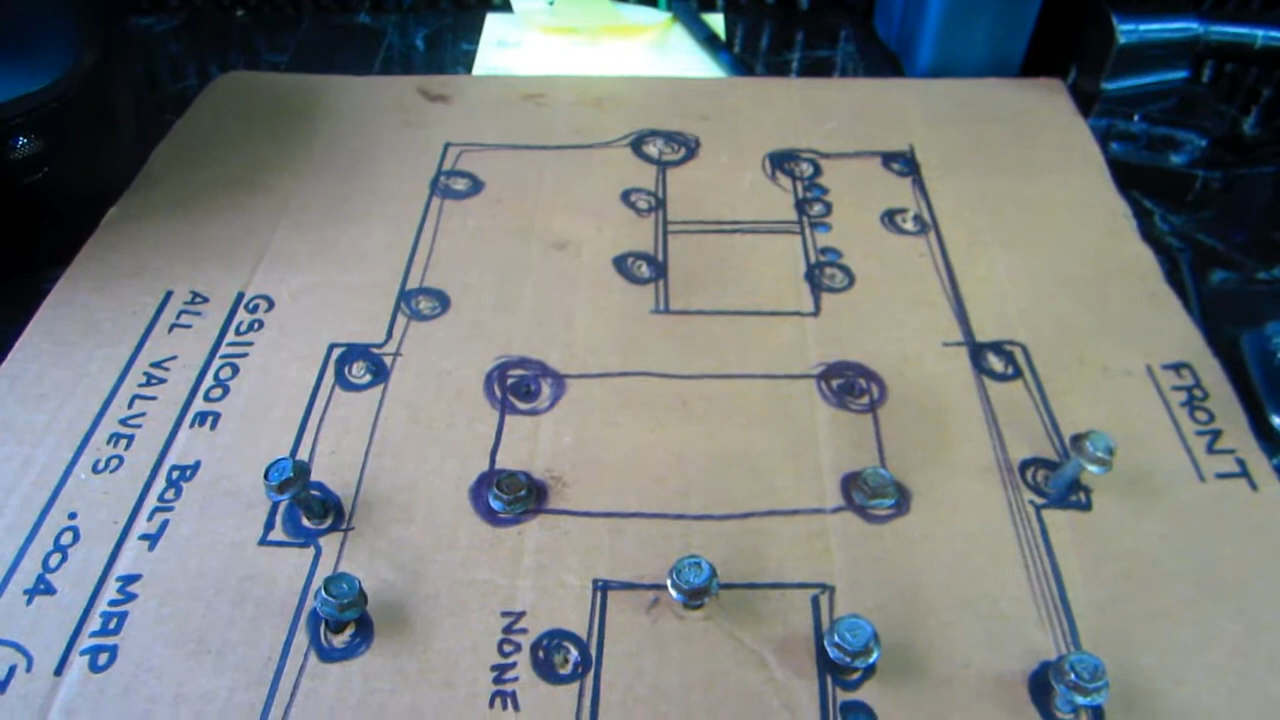 GS1100E BOLT MAP
ALL VALVES .004
FRONT
NONE